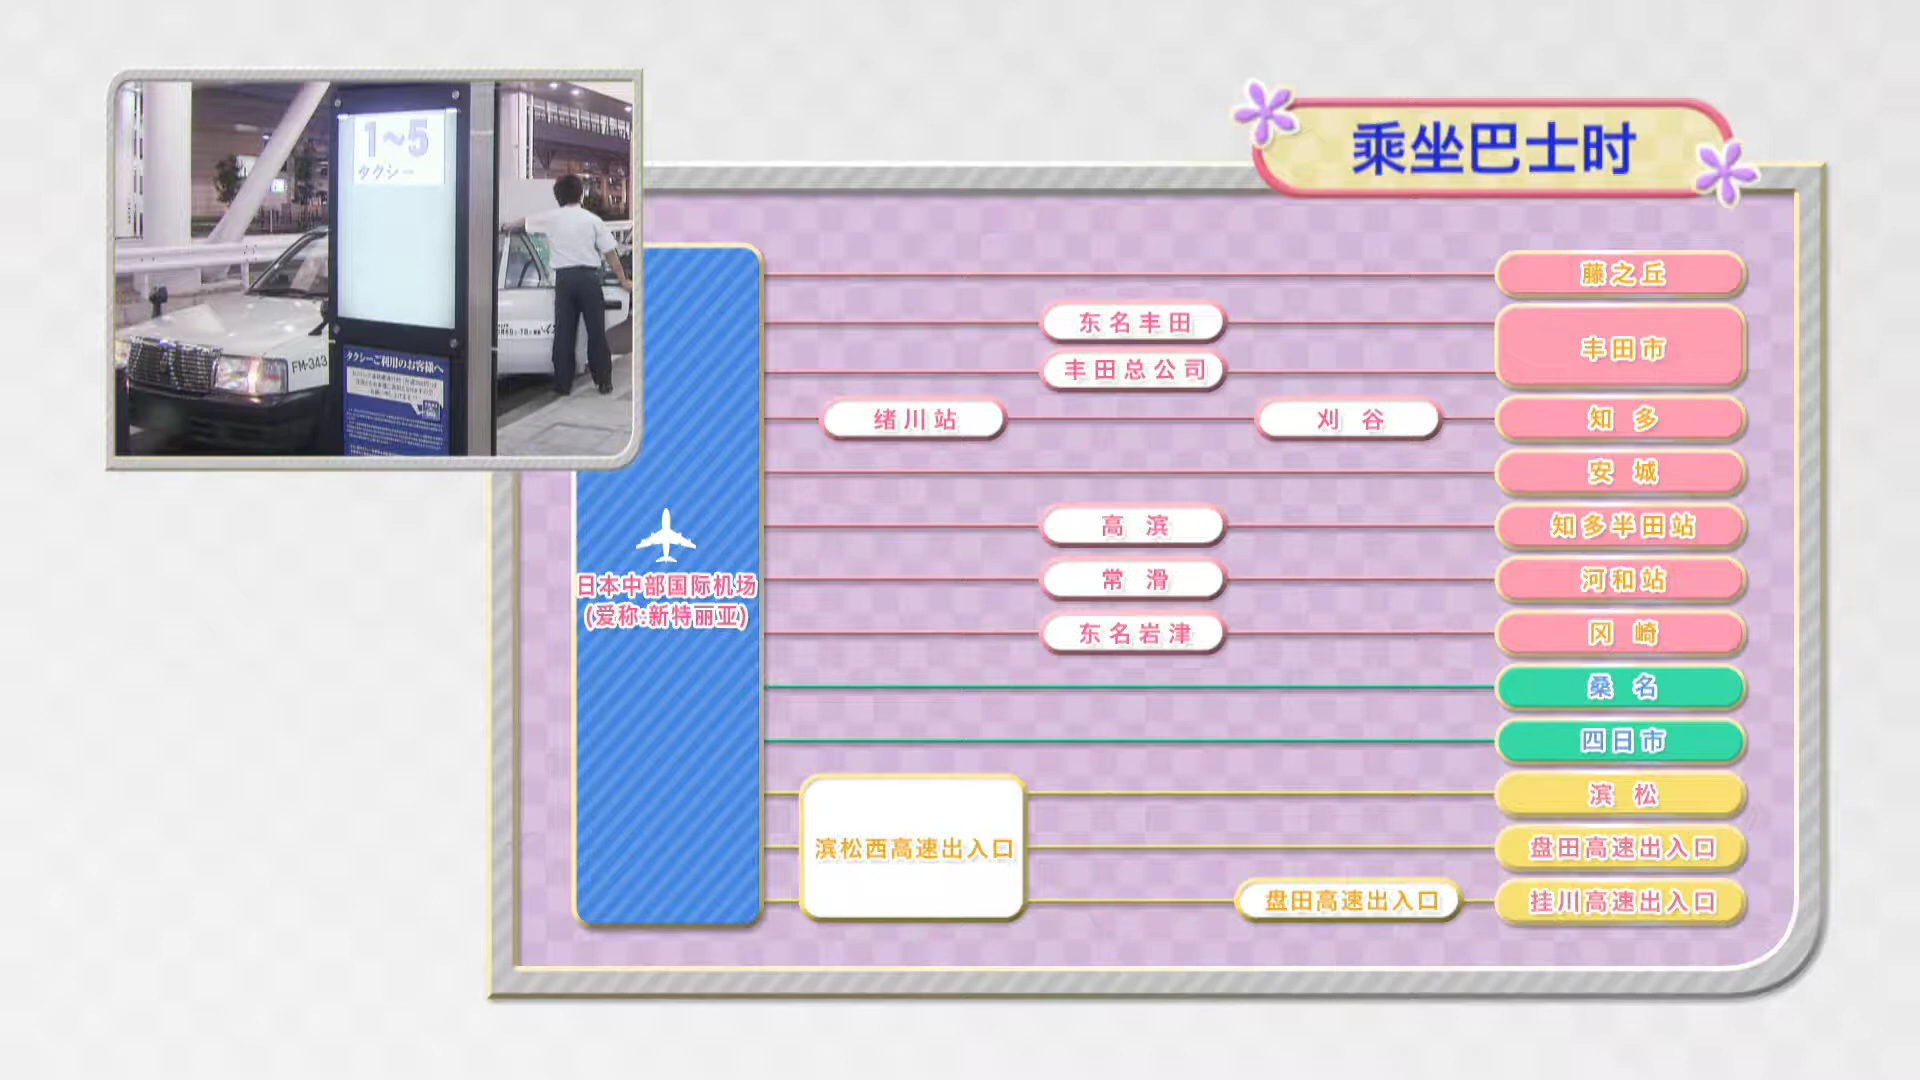 乘坐巴士时
1~5
タクシー
FM-343
タクシーご利用のお客様へ
日本中部国际机场
(爱称:新特丽亚)
藤之丘
东名丰田
丰田总公司
丰田市
绪川站
刈谷
知多
安城
高滨
知多半田站
常滑
河和站
东名岩津
冈崎
桑名
四日市
滨松西高速出入口
滨松
盘田高速出入口
盘田高速出入口
挂川高速出入口